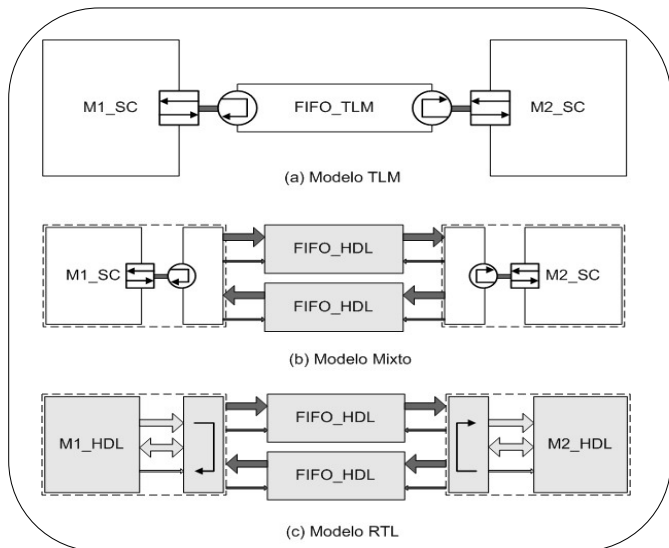 M1_SC
FIFO_TLM
M2_SC
(a) Modelo TLM
FIFO_HDL
M1_SC
M2_SC
FIFO_HDL
(b) Modelo Mixto
FIFO_HDL
M1_HDL
M2_HDL
FIFO_HDL
(c) Modelo RTL